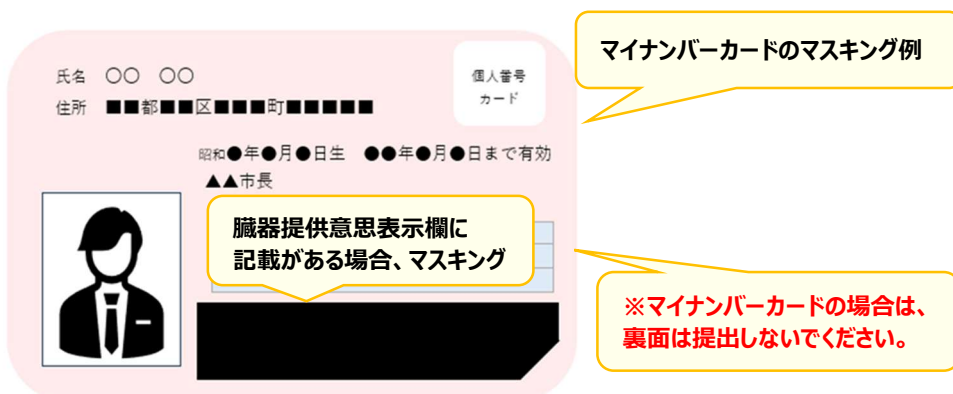 マイナンバーカードのマスキング例
氏名 〇〇 〇〇
個人番号
カード
住所 ■■都■■区■■■町■■■■■
昭和●年●月●日生 ●●年●月●日まで有効
▲▲市長
臓器提供意思表示欄に
記載がある場合、マスキング
※マイナンバーカードの場合は、
裏面は提出しないでください。